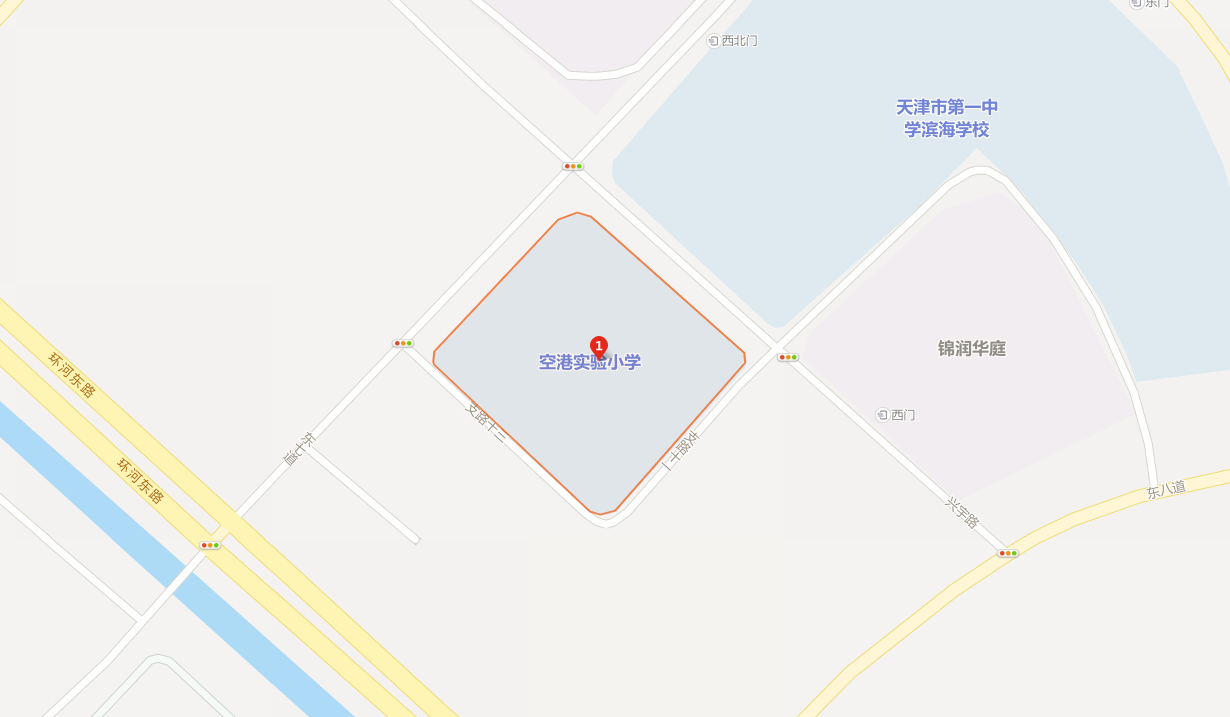 东门
西北门
天津市第一中
学滨海学校
1
空港实验小学
锦润华庭
环河东路
西门
支路十三
东七道
支路十一
环河东路
东八道
兴宇路